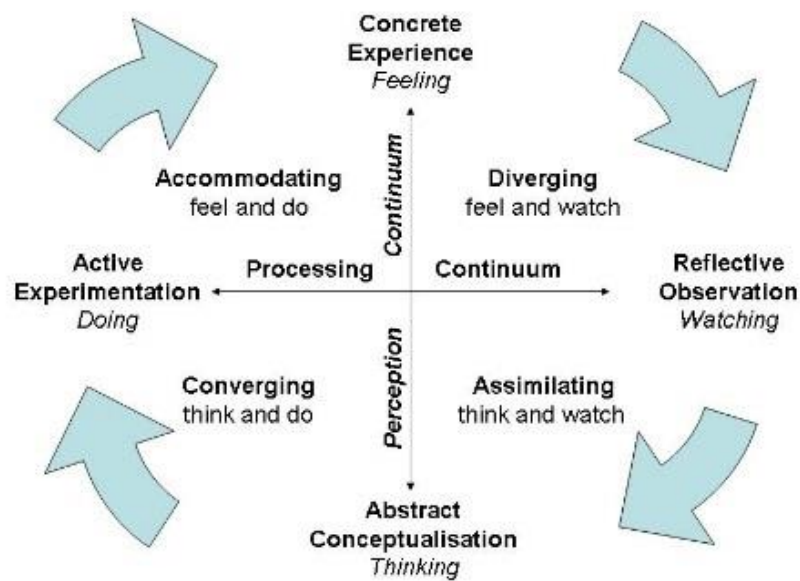 Concrete
Experience
Feeling
Accommodating
feel and do
Continuum
Diverging
feel and watch
Active
Experimentation
Doing
Processing
Continuum
Reflective
Observation
Watching
Converging
think and do
Perception
Assimilating
think and watch
Abstract
Conceptualisation
Thinking